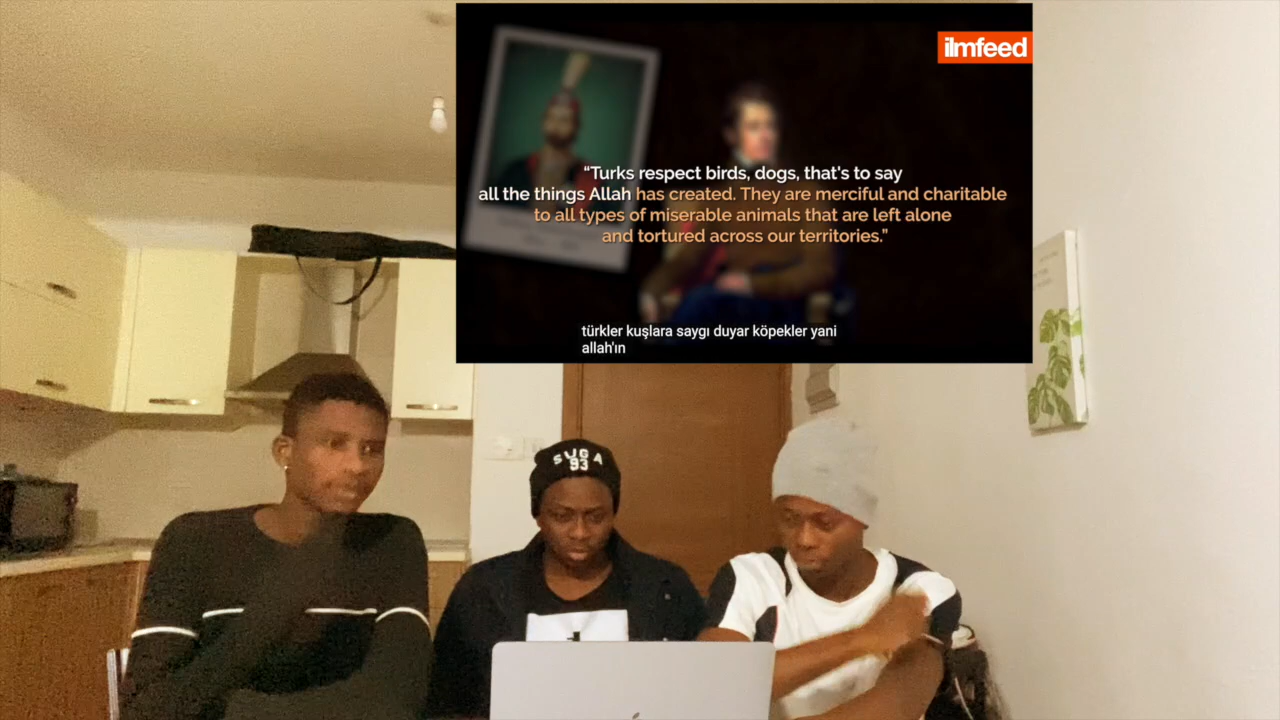 ilmfeed
“Turks respect birds, dogs, that’s to say
all the things Allah has created. They are merciful and charitable
to all types of miserable animals that are left alone
and tortured across our territories.”
türkler kuşlara saygı duyar köpekler yani
allah'ın
SUGA
93